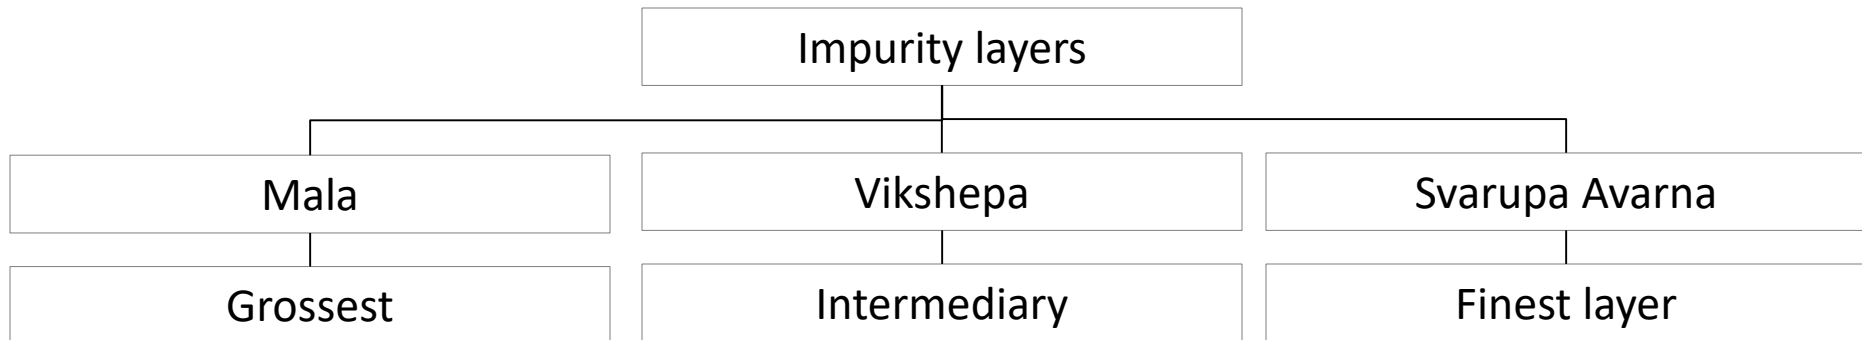 Impurity layers
Mala
Vikshepa
Svarupa Avarna
Grossest
Intermediary
Finest layer